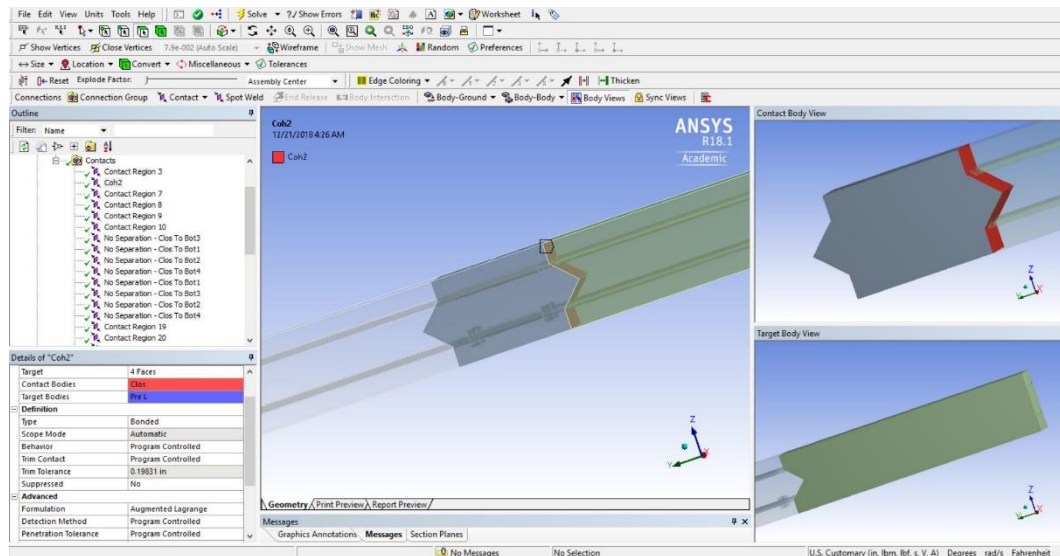 File Edit View Units Tools Help Solve ?/ Show Errors A Worksheet
Show Vertices Close Vertices 7.9e-002 (Auto Scale) Wireframe Show Mesh Random Preferences
Size Location Convert Miscellaneous Tolerances
Reset Explode Factor: Assembly Center Edge Coloring Thicken
Connections Connection Group Contact Spot Weld End Release Body Interaction Body-Ground Body-Body Body Views Sync Views
Outline
Filter: Name
Contacts
Contact Region 3
Coh2
Contact Region 7
Contact Region 8
Contact Region 9
Contact Region 10
No Separation - Clos To Bot3
No Separation - Clos To Bot1
No Separation - Clos To Bot2
No Separation - Clos To Bot4
No Separation - Clos To Bot1
No Separation - Clos To Bot3
No Separation - Clos To Bot2
No Separation - Clos To Bot4
Contact Region 19
Contact Region 20
Details of "Coh2"
Target 4 Faces
Contact Bodies Clos
Target Bodies Pre L
Definition
Type Bonded
Scope Mode Automatic
Behavior Program Controlled
Trim Contact Program Controlled
Trim Tolerance 0.19831 in
Suppressed No
Advanced
Formulation Augmented Lagrange
Detection Method Program Controlled
Penetration Tolerance Program Controlled
Coh2
12/21/2018 4:26 AM
Coh2
ANSYS
R18.1
Academic
Z
Y
X
Geometry Print Preview Report Preview
Messages
Graphics Annotations Messages Section Planes
Contact Body View
Z
Y
X
Target Body View
Z
Y
X
No Messages No Selection U.S. Customary (in, lbm, lbf, s, V, A) Degrees rad/s Fahrenheit